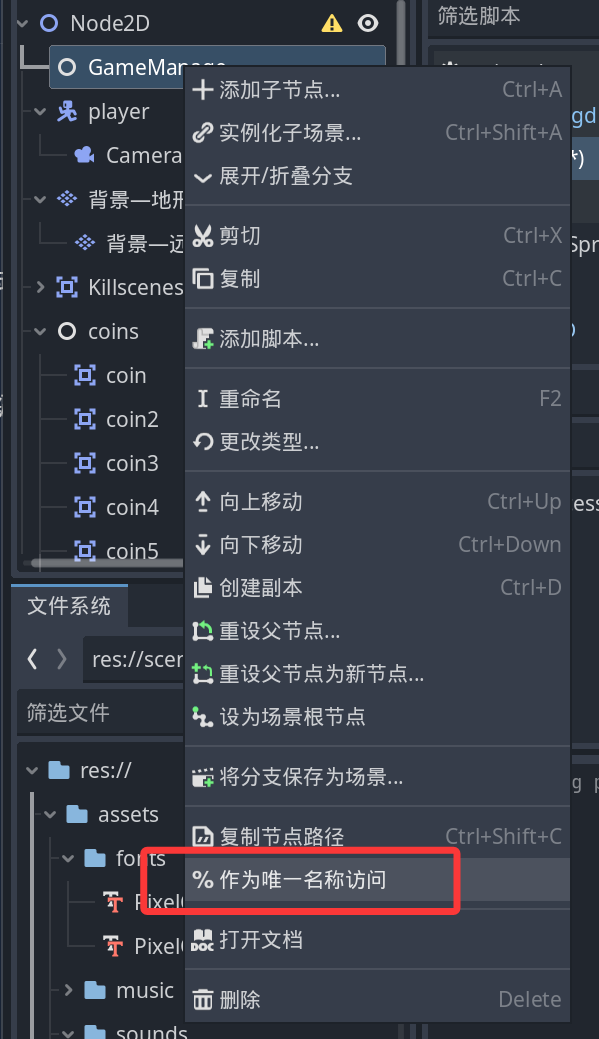 Node2D
筛选脚本
GameManage
添加子节点... Ctrl+A
player
gd
实例化子场景... Ctrl+Shift+A
Camera
*)
展开/折叠分支
背景—地形
剪切 Ctrl+X
背景—远
Spr
复制 Ctrl+C
Killscenes
coins
添加脚本...
coin
重命名 F2
coin2
更改类型...
coin3
向上移动 Ctrl+Up
coin4
ess
向下移动 Ctrl+Down
coin5
创建副本 Ctrl+D
文件系统
重设父节点...
res://scen
重设父节点为新节点...
筛选文件
设为场景根节点
res://
将分支保存为场景...
g p
assets
复制节点路径 Ctrl+Shift+C
fonts
% 作为唯一名称访问
PixelO
DOC 打开文档
PixelO
music
删除 Delete
sounds